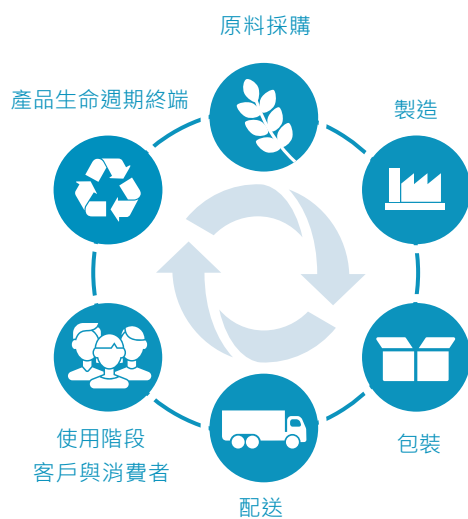 原料採購
產品生命週期終端
製造
使用階段
客戶與消費者
包裝
配送